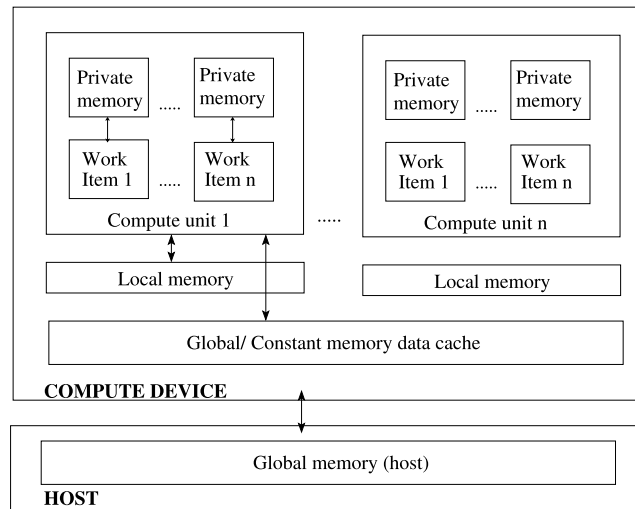 Private memory
.....
Private memory
Work Item 1
.....
Work Item n
Compute unit 1
.....
Private memory
.....
Private memory
Work Item 1
.....
Work Item n
Compute unit n
Local memory
Local memory
Global/ Constant memory data cache
COMPUTE DEVICE
Global memory (host)
HOST